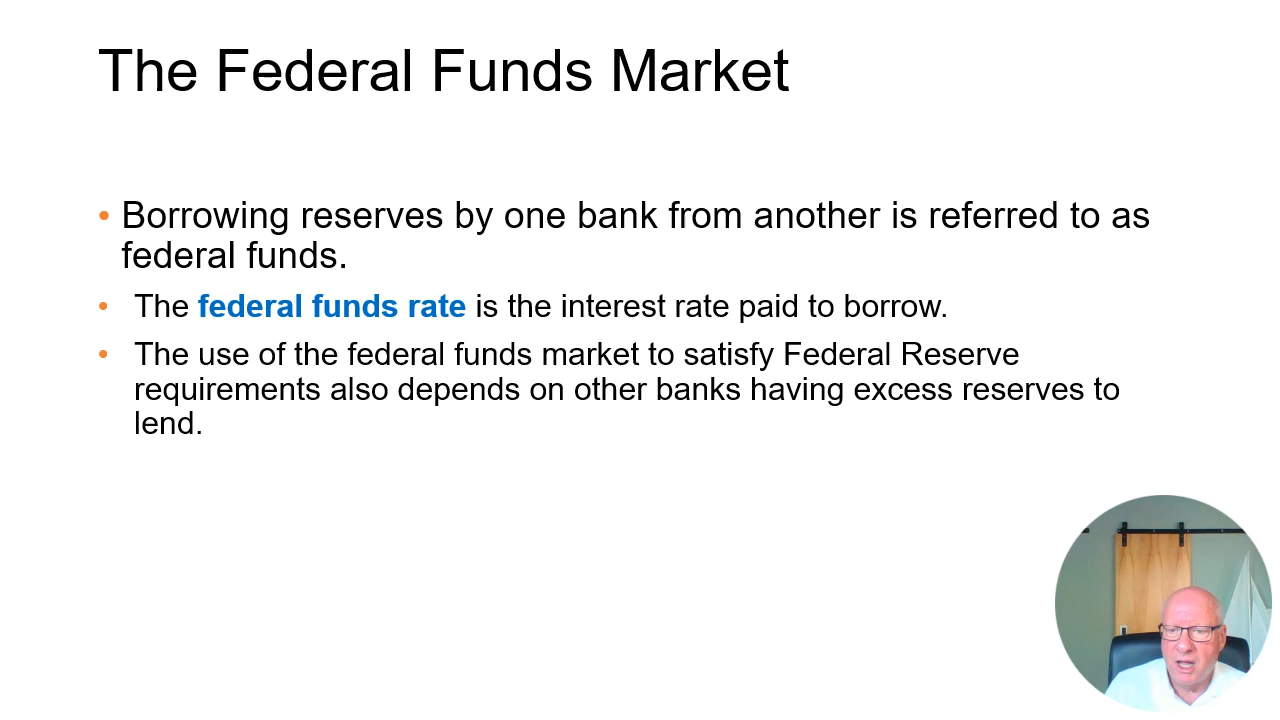 The Federal Funds Market
• Borrowing reserves by one bank from another is referred to as
federal funds.
• The federal funds rate is the interest rate paid to borrow.
• The use of the federal funds market to satisfy Federal Reserve
requirements also depends on other banks having excess reserves to
lend.